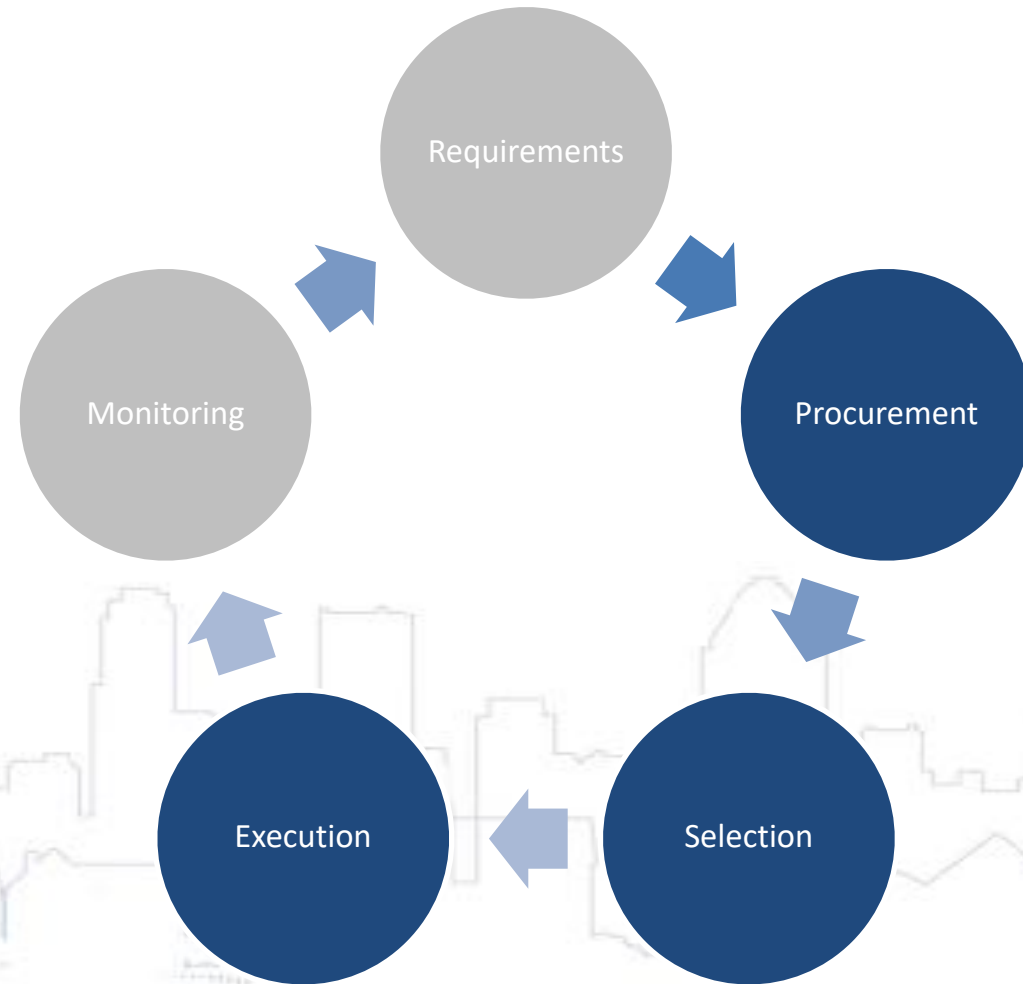 Requirements
Procurement
Selection
Execution
Monitoring